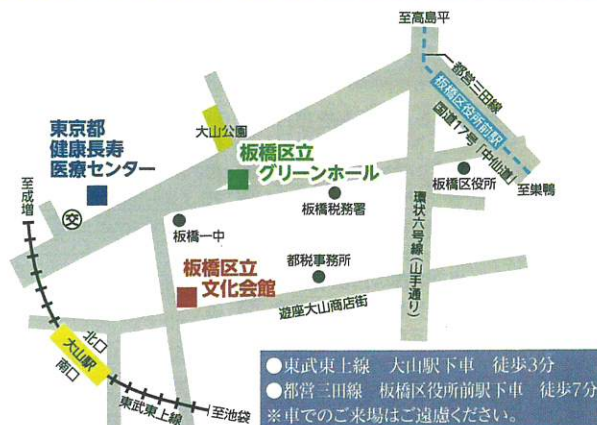 至高島平
都営三田線
板橋区役所前駅
国道17号「中仙道」
至巣鴨
大山公園
東京都
健康長寿
医療センター
板橋区立
グリーンホール
板橋区役所
至成増
交
板橋税務署
板橋一中
環状六号線(山手通り)
都税事務所
板橋区立
文化会館
遊座大山商店街
北口
大山駅
南口
東武東上線
至池袋
●東武東上線 大山駅下車 徒歩3分
●都営三田線 板橋区役所前駅下車 徒歩7分
※車でのご来場はご遠慮ください。